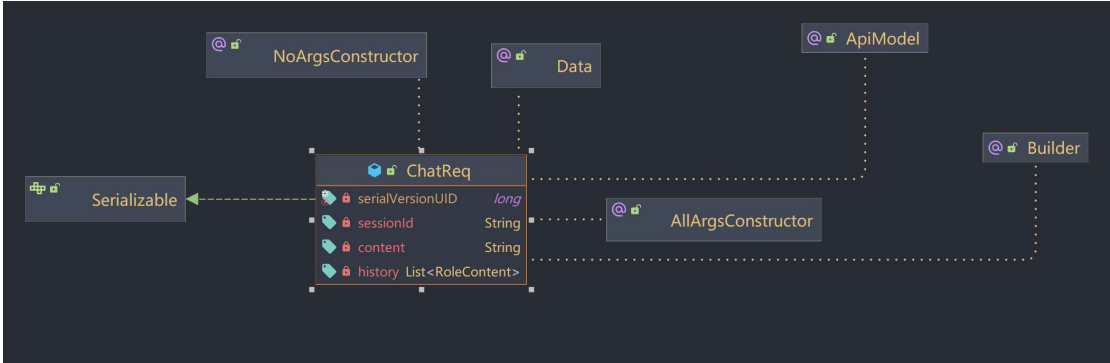 ApiModel
NoArgsConstructor
Data
Builder
ChatReq
Serializable
serialVersionUID long
sessionId String
AllArgsConstructor
content String
history List<RoleContent>